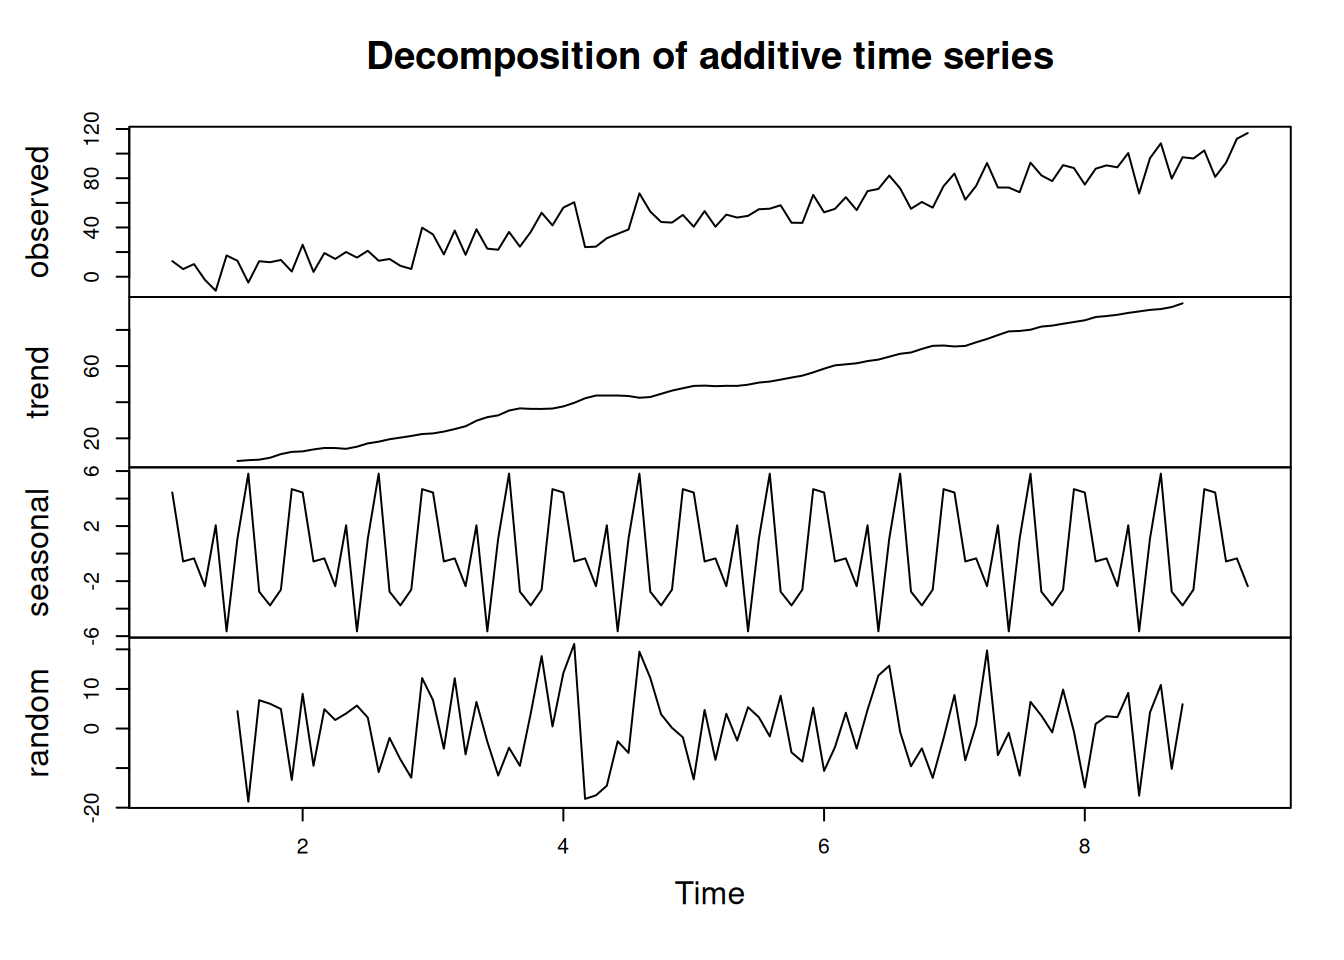 Decomposition of additive time series
observed
0 40 80 120
trend
20 60
seasonal
-6 -2 2 6
random
-20 0 10
2 4 6 8
Time